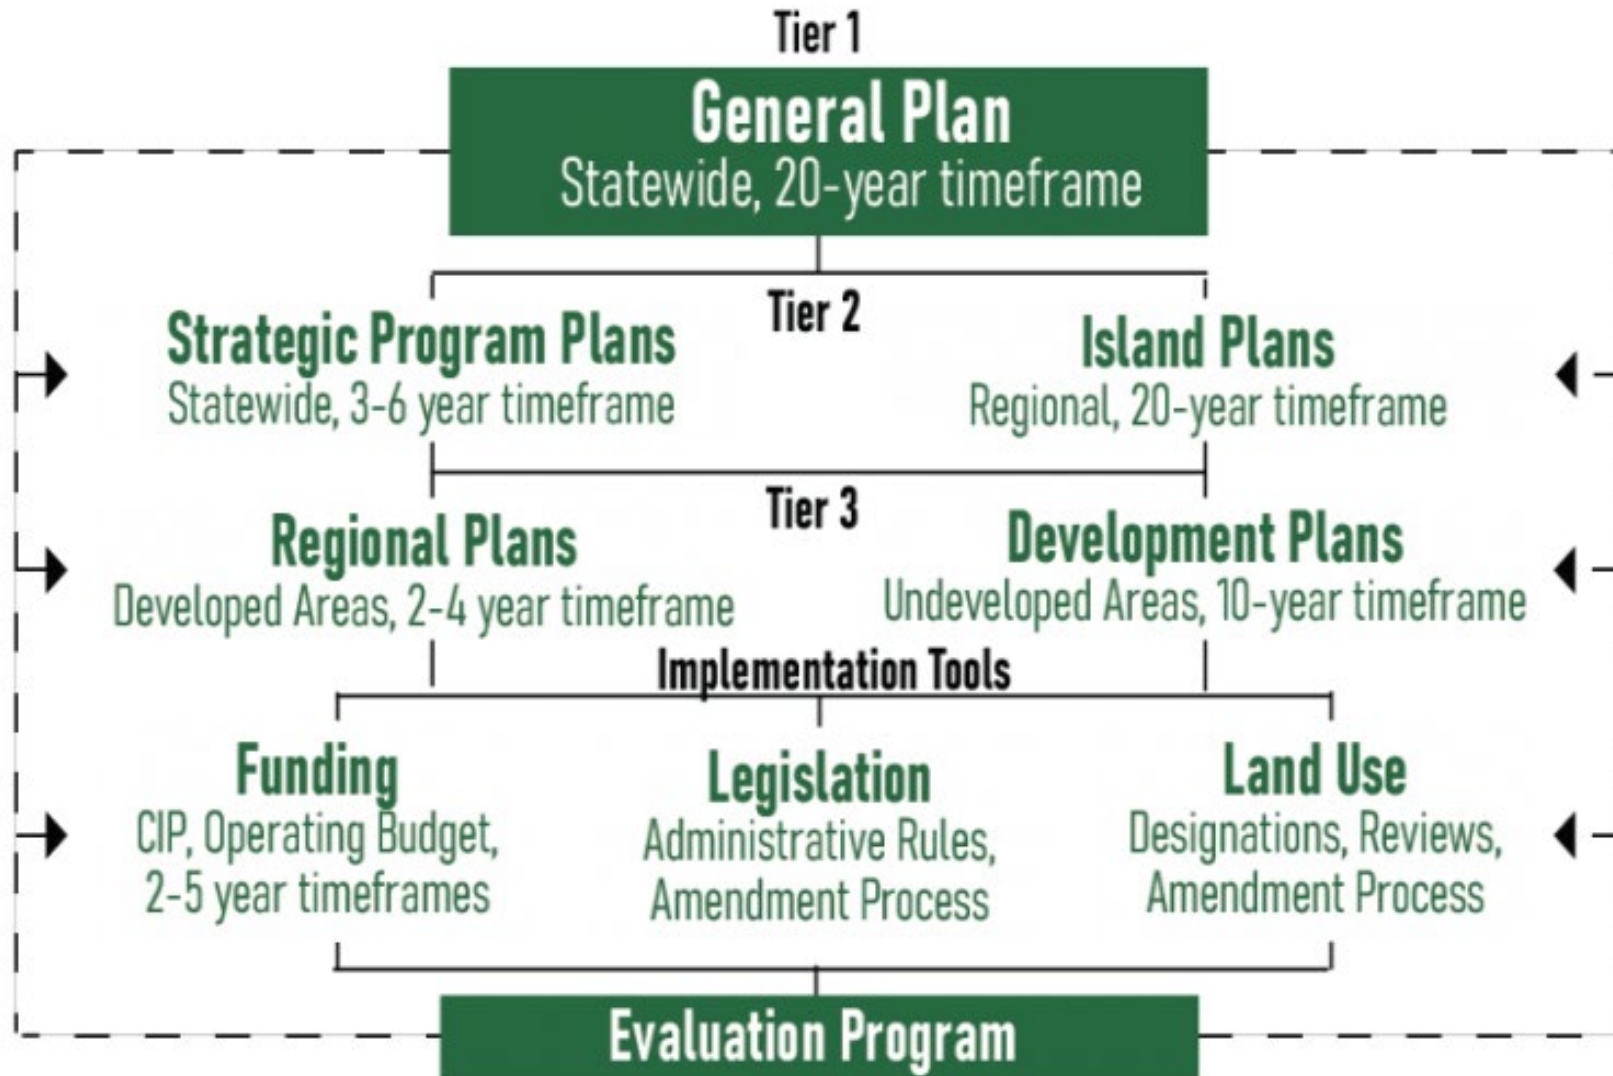 Tier 1
General Plan
Statewide, 20-year timeframe
Tier 2
Strategic Program Plans
Statewide, 3-6 year timeframe
Island Plans
Regional, 20-year timeframe
Tier 3
Regional Plans
Developed Areas, 2-4 year timeframe
Development Plans
Undeveloped Areas, 10-year timeframe
Implementation Tools
Funding
CIP, Operating Budget,
2-5 year timeframes
Legislation
Administrative Rules,
Amendment Process
Land Use
Designations, Reviews,
Amendment Process
Evaluation Program